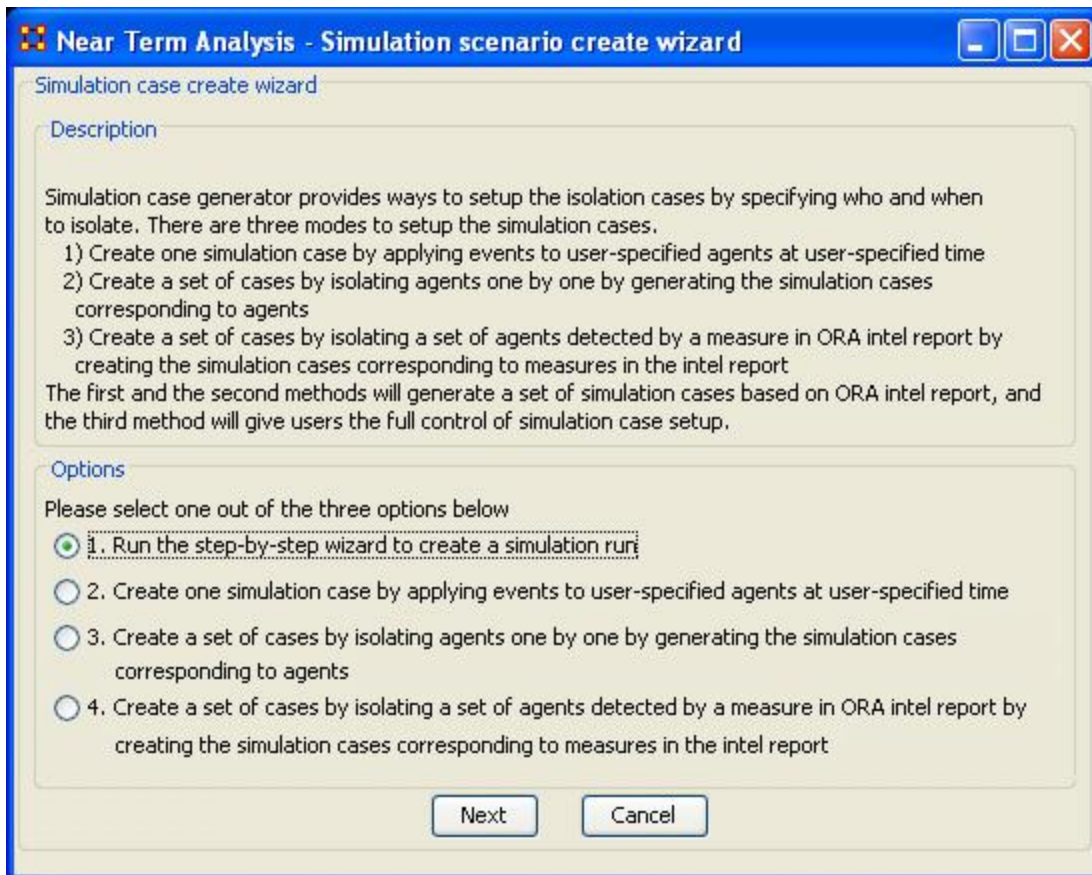 Near Term Analysis - Simulation scenario create wizard
Simulation case create wizard
Description
Simulation case generator provides ways to setup the isolation cases by specifying who and when
to isolate. There are three modes to setup the simulation cases.
1) Create one simulation case by applying events to user-specified agents at user-specified time
2) Create a set of cases by isolating agents one by one by generating the simulation cases
corresponding to agents
3) Create a set of cases by isolating a set of agents detected by a measure in ORA intel report by
creating the simulation cases corresponding to measures in the intel report
The first and the second methods will generate a set of simulation cases based on ORA intel report, and
the third method will give users the full control of simulation case setup.
Options
Please select one out of the three options below
1. Run the step-by-step wizard to create a simulation run
2. Create one simulation case by applying events to user-specified agents at user-specified time
3. Create a set of cases by isolating agents one by one by generating the simulation cases
corresponding to agents
4. Create a set of cases by isolating a set of agents detected by a measure in ORA intel report by
creating the simulation cases corresponding to measures in the intel report
Next Cancel